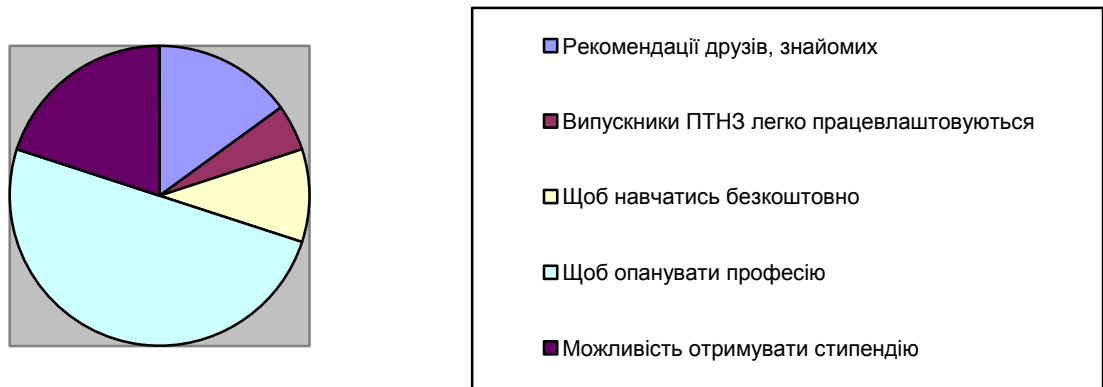 Рекомендації друзів, знайомих
Випускники ПТНЗ легко працевлаштовуються
Щоб навчатись безкоштовно
Щоб опанувати професію
Можливість отримувати стипендію